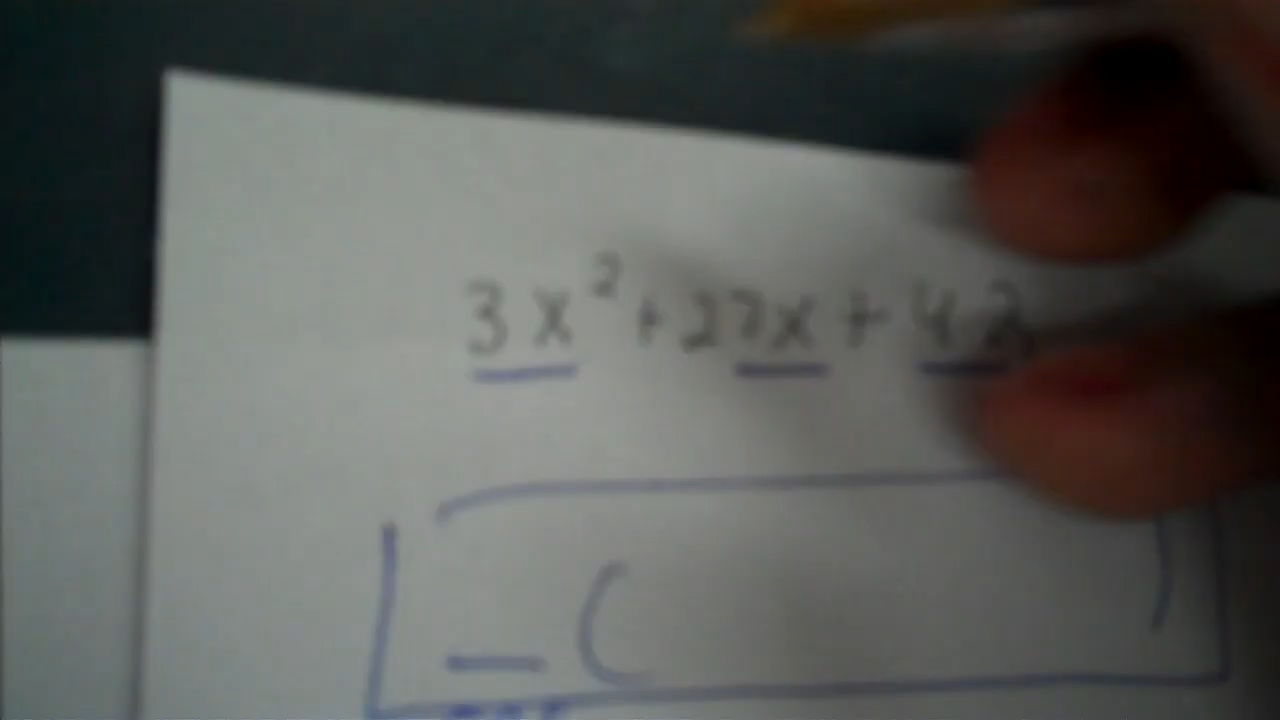 3x² + 27x + 42
_ (